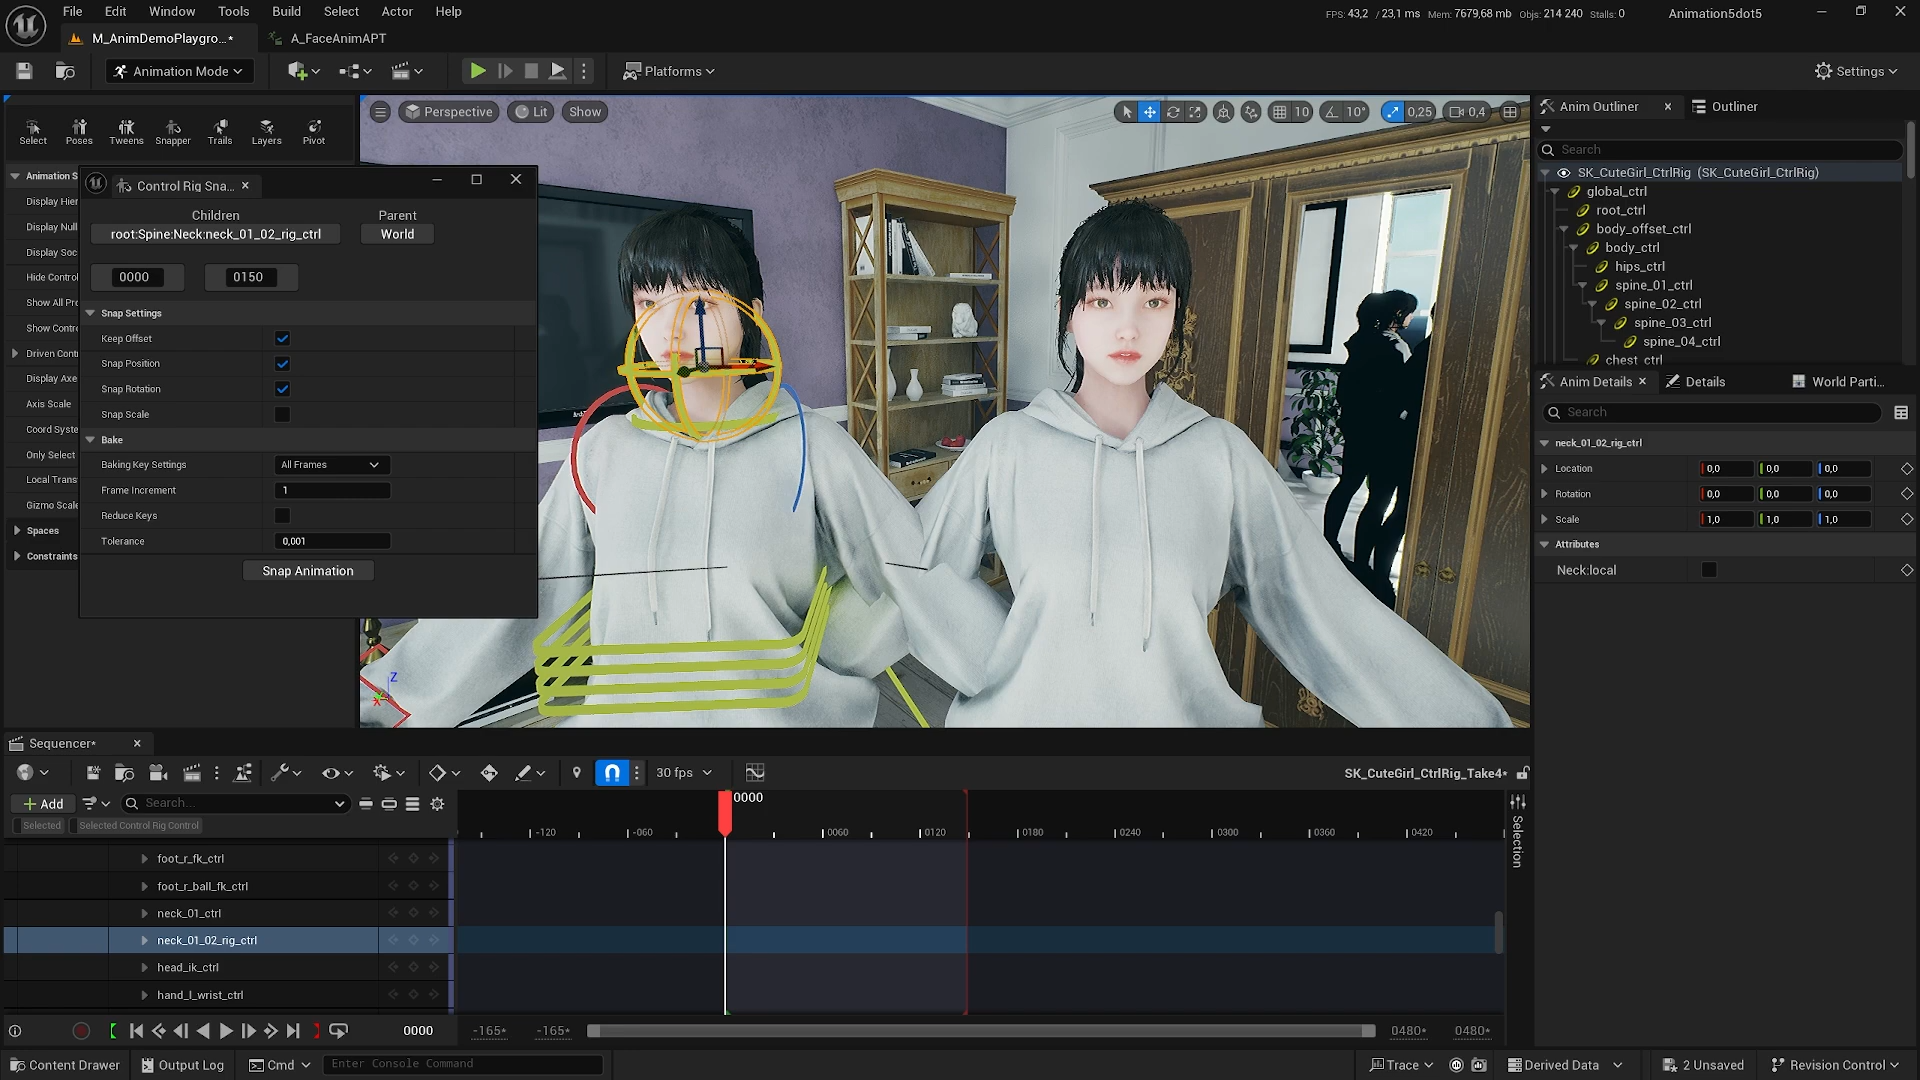 File Edit Window Tools Build Select Actor Help
FPS: 43,2 / 23,1 ms Mem: 7679,68 mb Objs: 214 240 Stalls: 0
Animation5dot5
M_AnimDemoPlaygro...*
A_FaceAnimAPT
Animation Mode
Platforms
Settings
Select Poses Tweens Snapper Trails Layers Pivot
Animation S
Display Hier
Display Null
Display Soc
Hide Control
Show All Pro
Show Contro
Driven Contr
Display Axe
Axis Scale
Coord Syste
Only Select
Local Trans
Gizmo Scale
Spaces
Constraints
Control Rig Sna...
Children Parent
root:Spine:Neck:neck_01_02_rig_ctrl World
0000 0150
Snap Settings
Keep Offset
Snap Position
Snap Rotation
Snap Scale
Bake
Baking Key Settings All Frames
Frame Increment 1
Reduce Keys
Tolerance 0,001
Snap Animation
Perspective Lit Show
10 10° 0,25 0,4
Z
X
Anim Outliner Outliner
Search
SK_CuteGirl_CtrlRig (SK_CuteGirl_CtrlRig)
global_ctrl
root_ctrl
body_offset_ctrl
body_ctrl
hips_ctrl
spine_01_ctrl
spine_02_ctrl
spine_03_ctrl
spine_04_ctrl
chest_ctrl
Anim Details Details World Parti...
Search
neck_01_02_rig_ctrl
Location 0,0 0,0 0,0
Rotation 0,0 0,0 0,0
Scale 1,0 1,0 1,0
Attributes
Neck:local
Sequencer*
30 fps
SK_CuteGirl_CtrlRig_Take4*
Add Search...
Selected Selected Control Rig Control
0000
-120 -060 0060 0120 0180 0240 0300 0360 0420
Selection
foot_r_fk_ctrl
foot_r_ball_fk_ctrl
neck_01_ctrl
neck_01_02_rig_ctrl
head_ik_ctrl
hand_l_wrist_ctrl
0000 -165* -165* 0480* 0480*
Content Drawer Output Log Cmd Enter Console Command
Trace Derived Data 2 Unsaved Revision Control